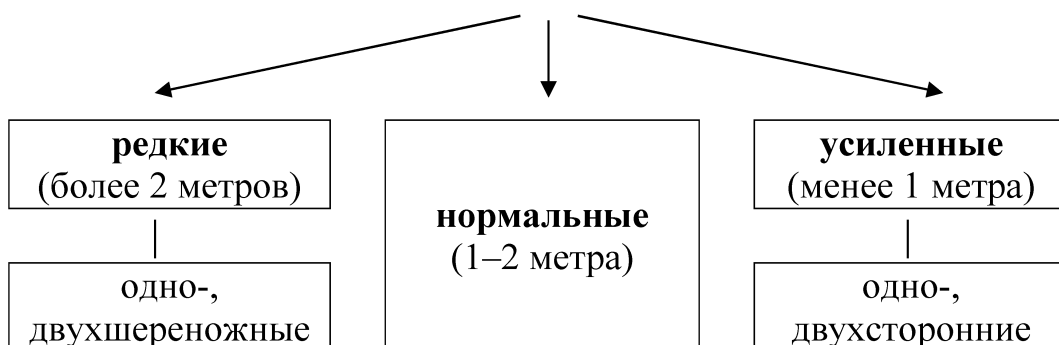 редкие
(более 2 метров)
одно-,
двухшереножные
нормальные
(1–2 метра)
усиленные
(менее 1 метра)
одно-,
двухсторонние